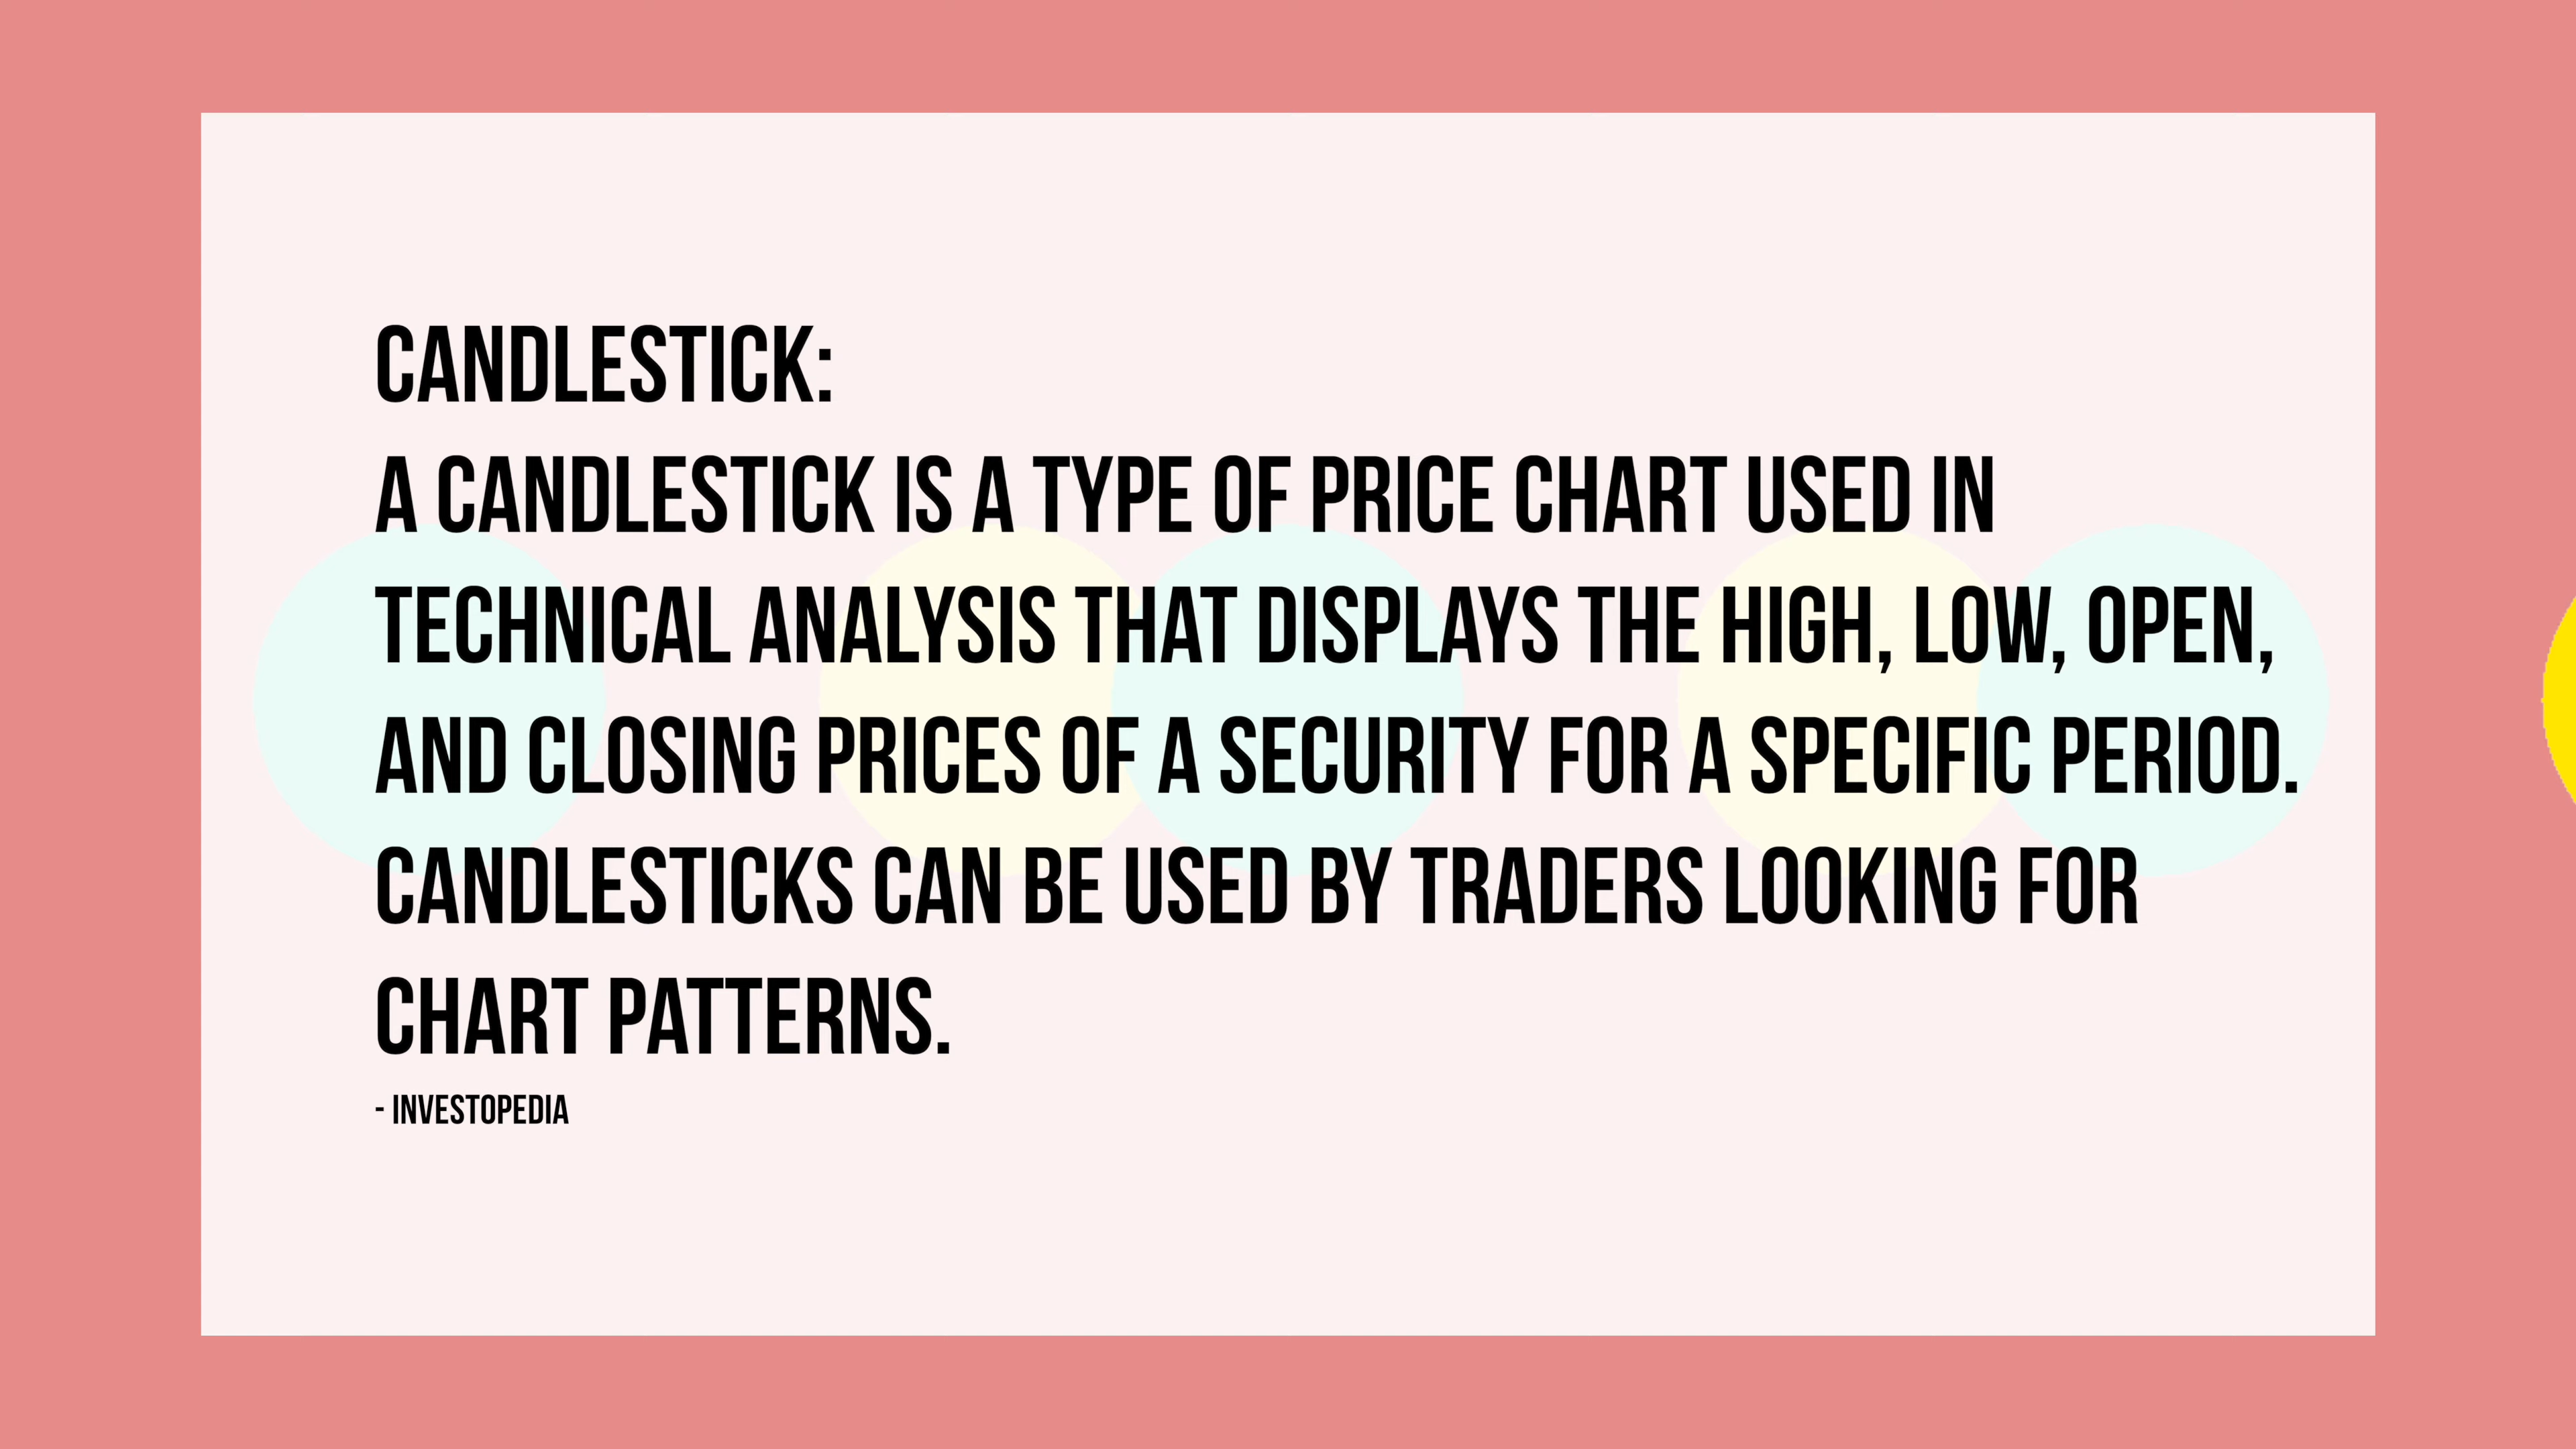 CANDLESTICK:
A CANDLESTICK IS A TYPE OF PRICE CHART USED IN
TECHNICAL ANALYSIS THAT DISPLAYS THE HIGH, LOW, OPEN,
AND CLOSING PRICES OF A SECURITY FOR A SPECIFIC PERIOD.
CANDLESTICKS CAN BE USED BY TRADERS LOOKING FOR
CHART PATTERNS.
- INVESTOPEDIA